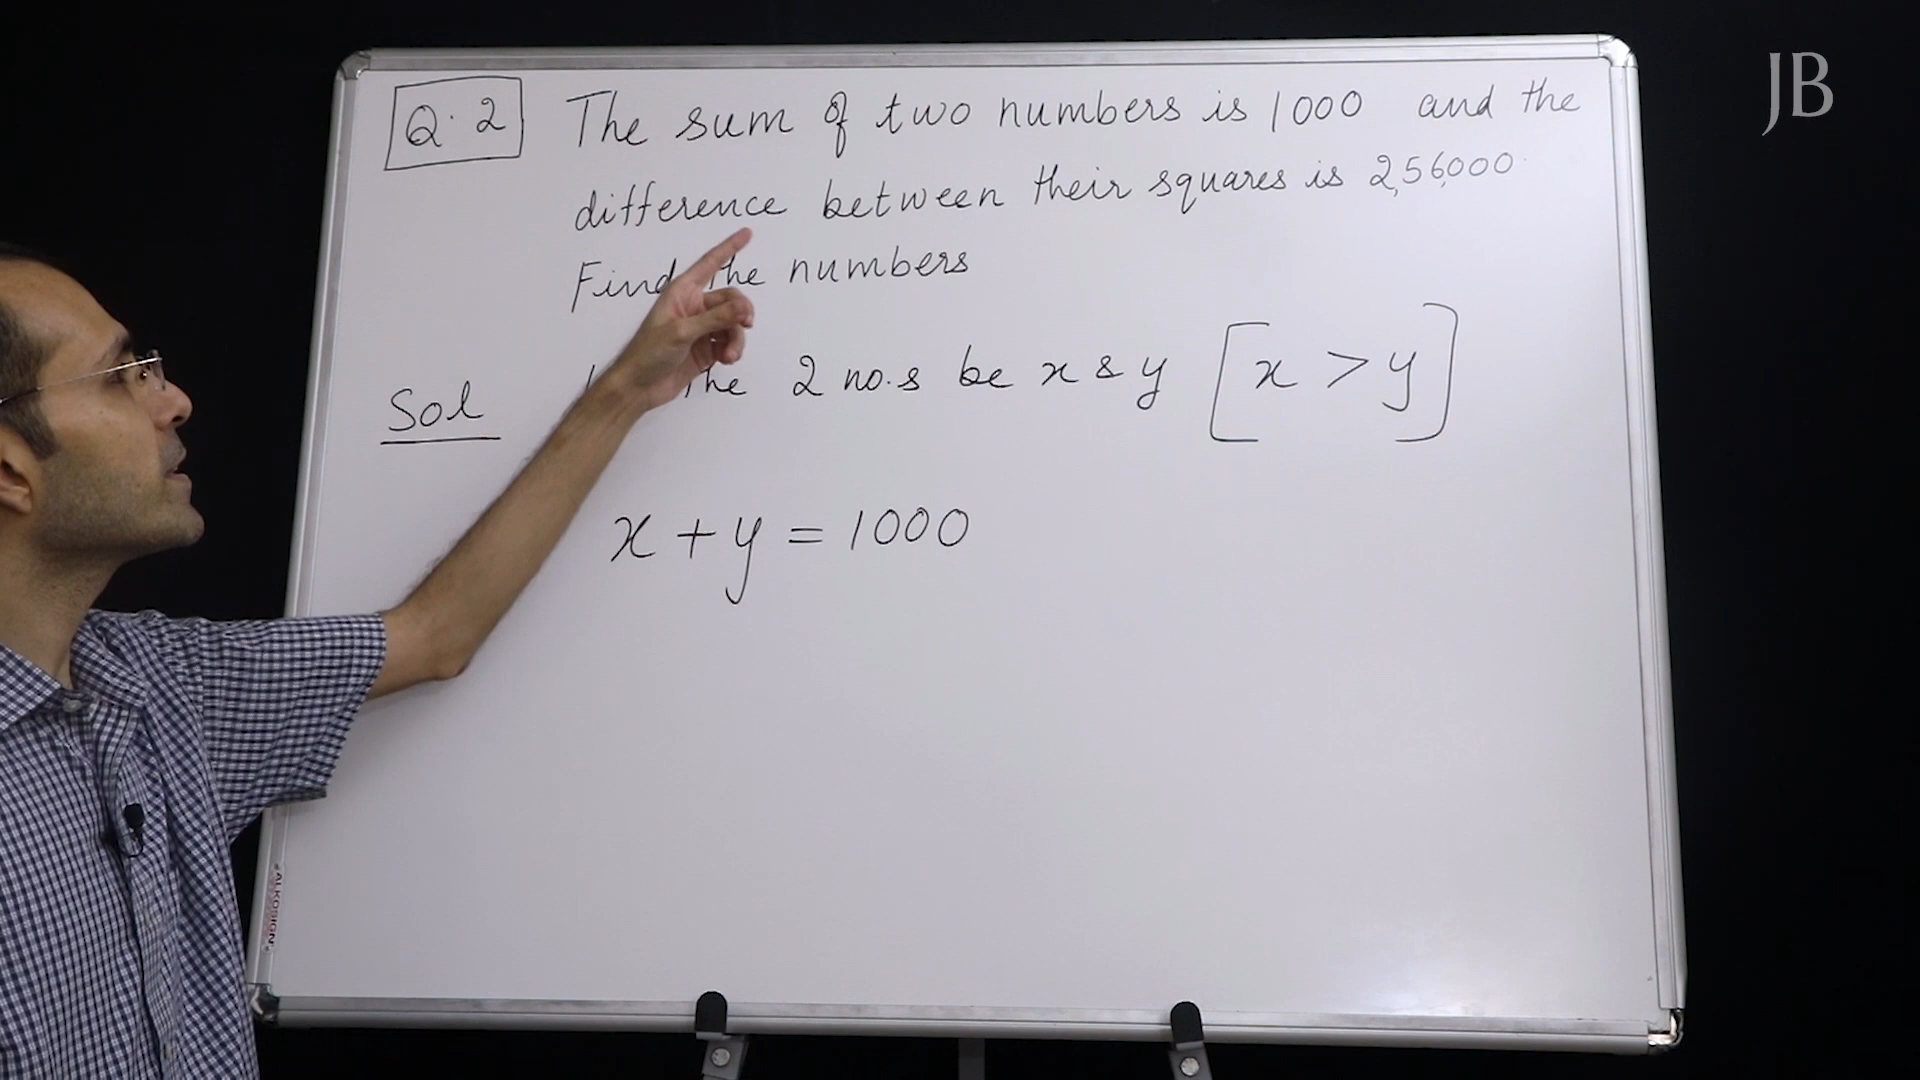 JB
Q.2 The sum of two numbers is 1000 and the
difference between their squares is 2,56,000
Find the numbers
Sol the 2 no.s be x & y [x > y]
x + y = 1000
ALKOSIGN